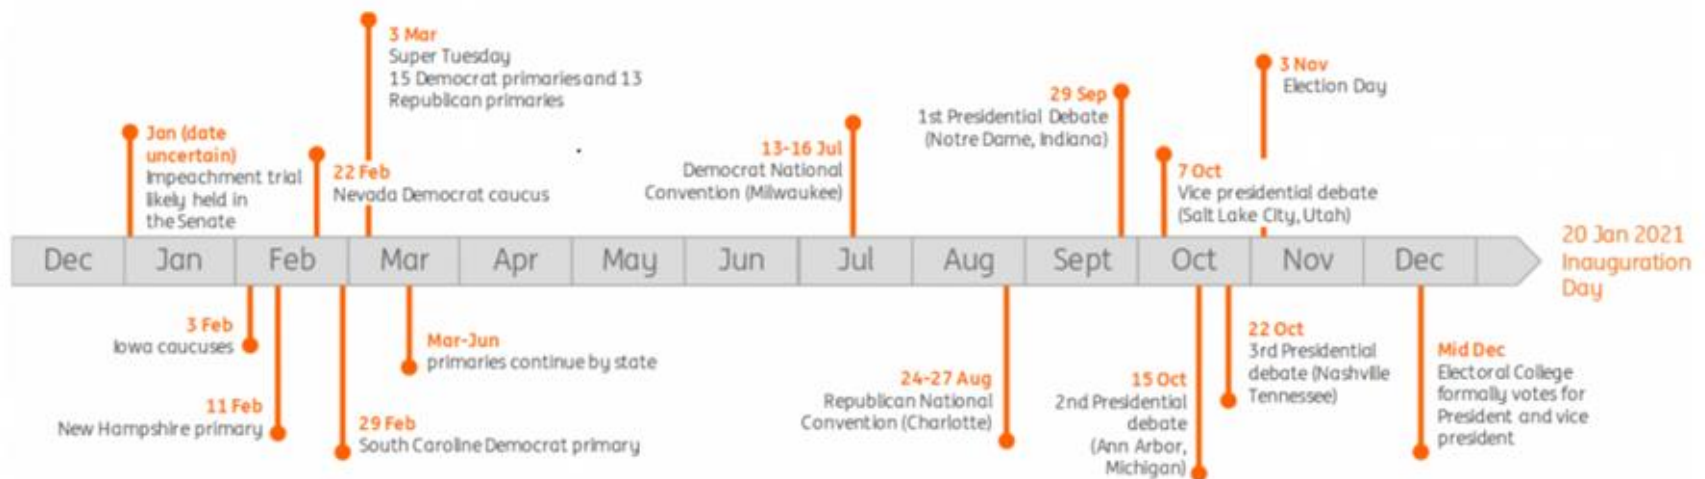 3 Mar
Super Tuesday
15 Democrat primaries and 13
Republican primaries
Jan (date
uncertain)
Impeachment trial
likely held in
the Senate
22 Feb
Nevada Democrat caucus
13-16 Jul
Democrat National
Convention (Milwaukee)
29 Sep
1st Presidential Debate
(Notre Dame, Indiana)
3 Nov
Election Day
7 Oct
Vice presidential debate
(Salt Lake City, Utah)
Dec Jan Feb Mar Apr May Jun Jul Aug Sept Oct Nov Dec
20 Jan 2021
Inauguration
Day
3 Feb
Iowa caucuses
11 Feb
New Hampshire primary
29 Feb
South Caroline Democrat primary
Mar-Jun
primaries continue by state
24-27 Aug
Republican National
Convention (Charlotte)
15 Oct
2nd Presidential
debate
(Ann Arbor,
Michigan)
22 Oct
3rd Presidential
debate (Nashville
Tennessee)
Mid Dec
Electoral College
formally votes for
President and vice
president